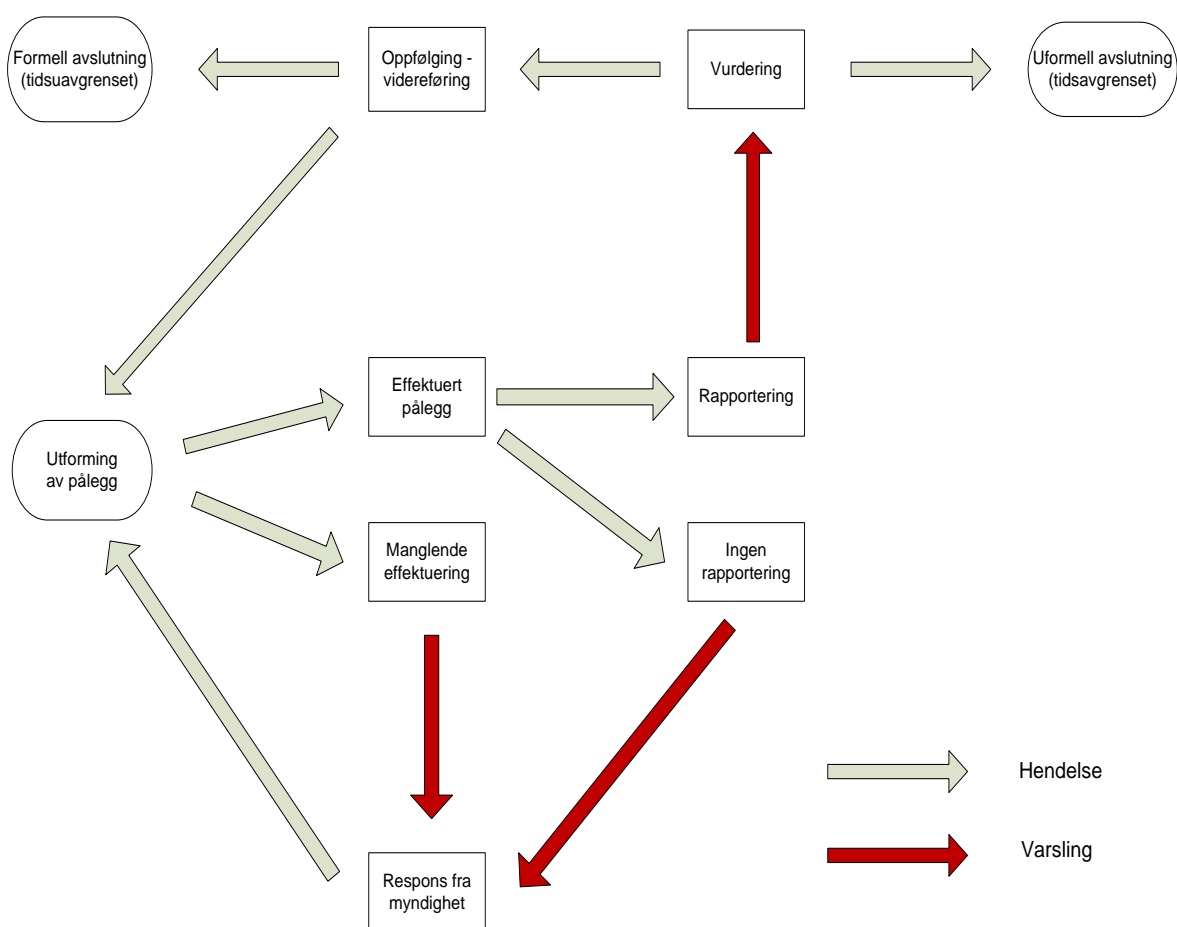 Formell avslutning
(tidsuavgrenset)
Oppfølging -
videreføring
Vurdering
Uformell avslutning
(tidsavgrenset)
Effektuert
pålegg
Rapportering
Utforming
av pålegg
Manglende
effektuering
Ingen
rapportering
Hendelse
Varsling
Respons fra
myndighet